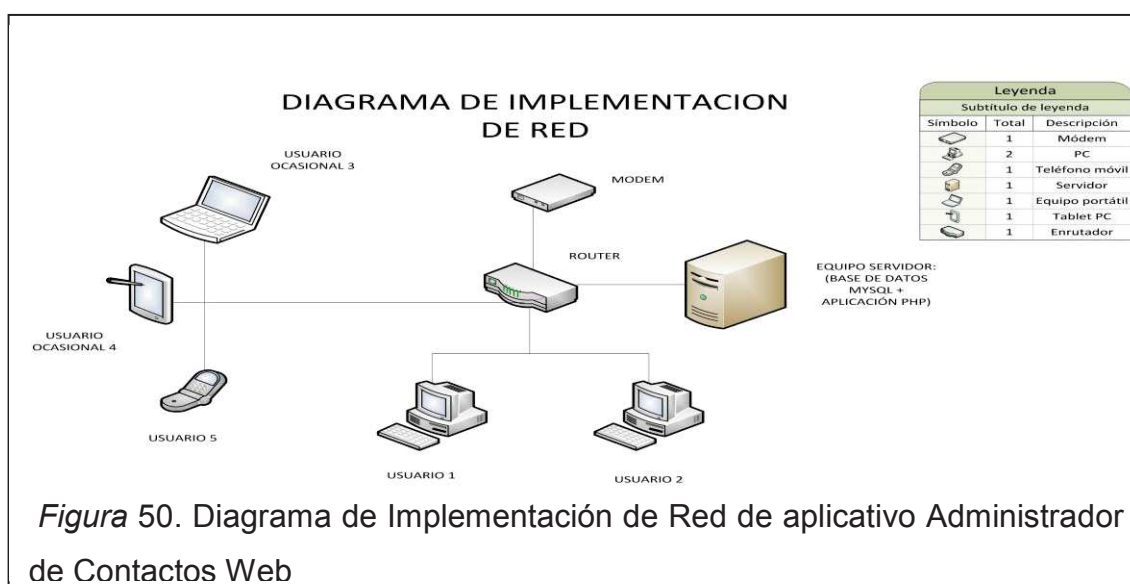 DIAGRAMA DE IMPLEMENTACION
DE RED
Leyenda
Subtítulo de leyenda
Símbolo Total Descripción
1 Módem
2 PC
1 Teléfono móvil
1 Servidor
1 Equipo portátil
1 Tablet PC
1 Enrutador
USUARIO
OCASIONAL 3
MODEM
ROUTER
EQUIPO SERVIDOR:
(BASE DE DATOS
MYSQL +
APLICACIÓN PHP)
USUARIO
OCASIONAL 4
USUARIO 5
USUARIO 1
USUARIO 2
Figura 50. Diagrama de Implementación de Red de aplicativo Administrador
de Contactos Web